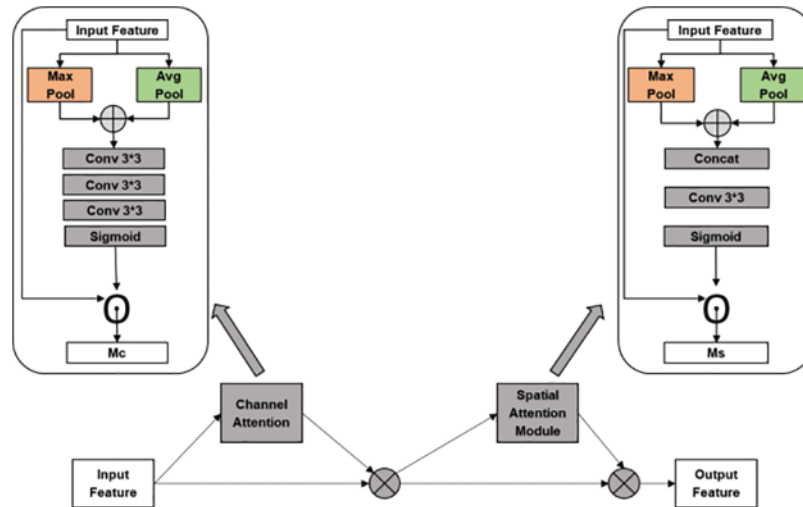 Input Feature
Max
Pool
Avg
Pool
Conv 3*3
Conv 3*3
Conv 3*3
Sigmoid
Mc
Input Feature
Max
Pool
Avg
Pool
Concat
Conv 3*3
Sigmoid
Ms
Channel
Attention
Spatial
Attention
Module
Input
Feature
Output
Feature